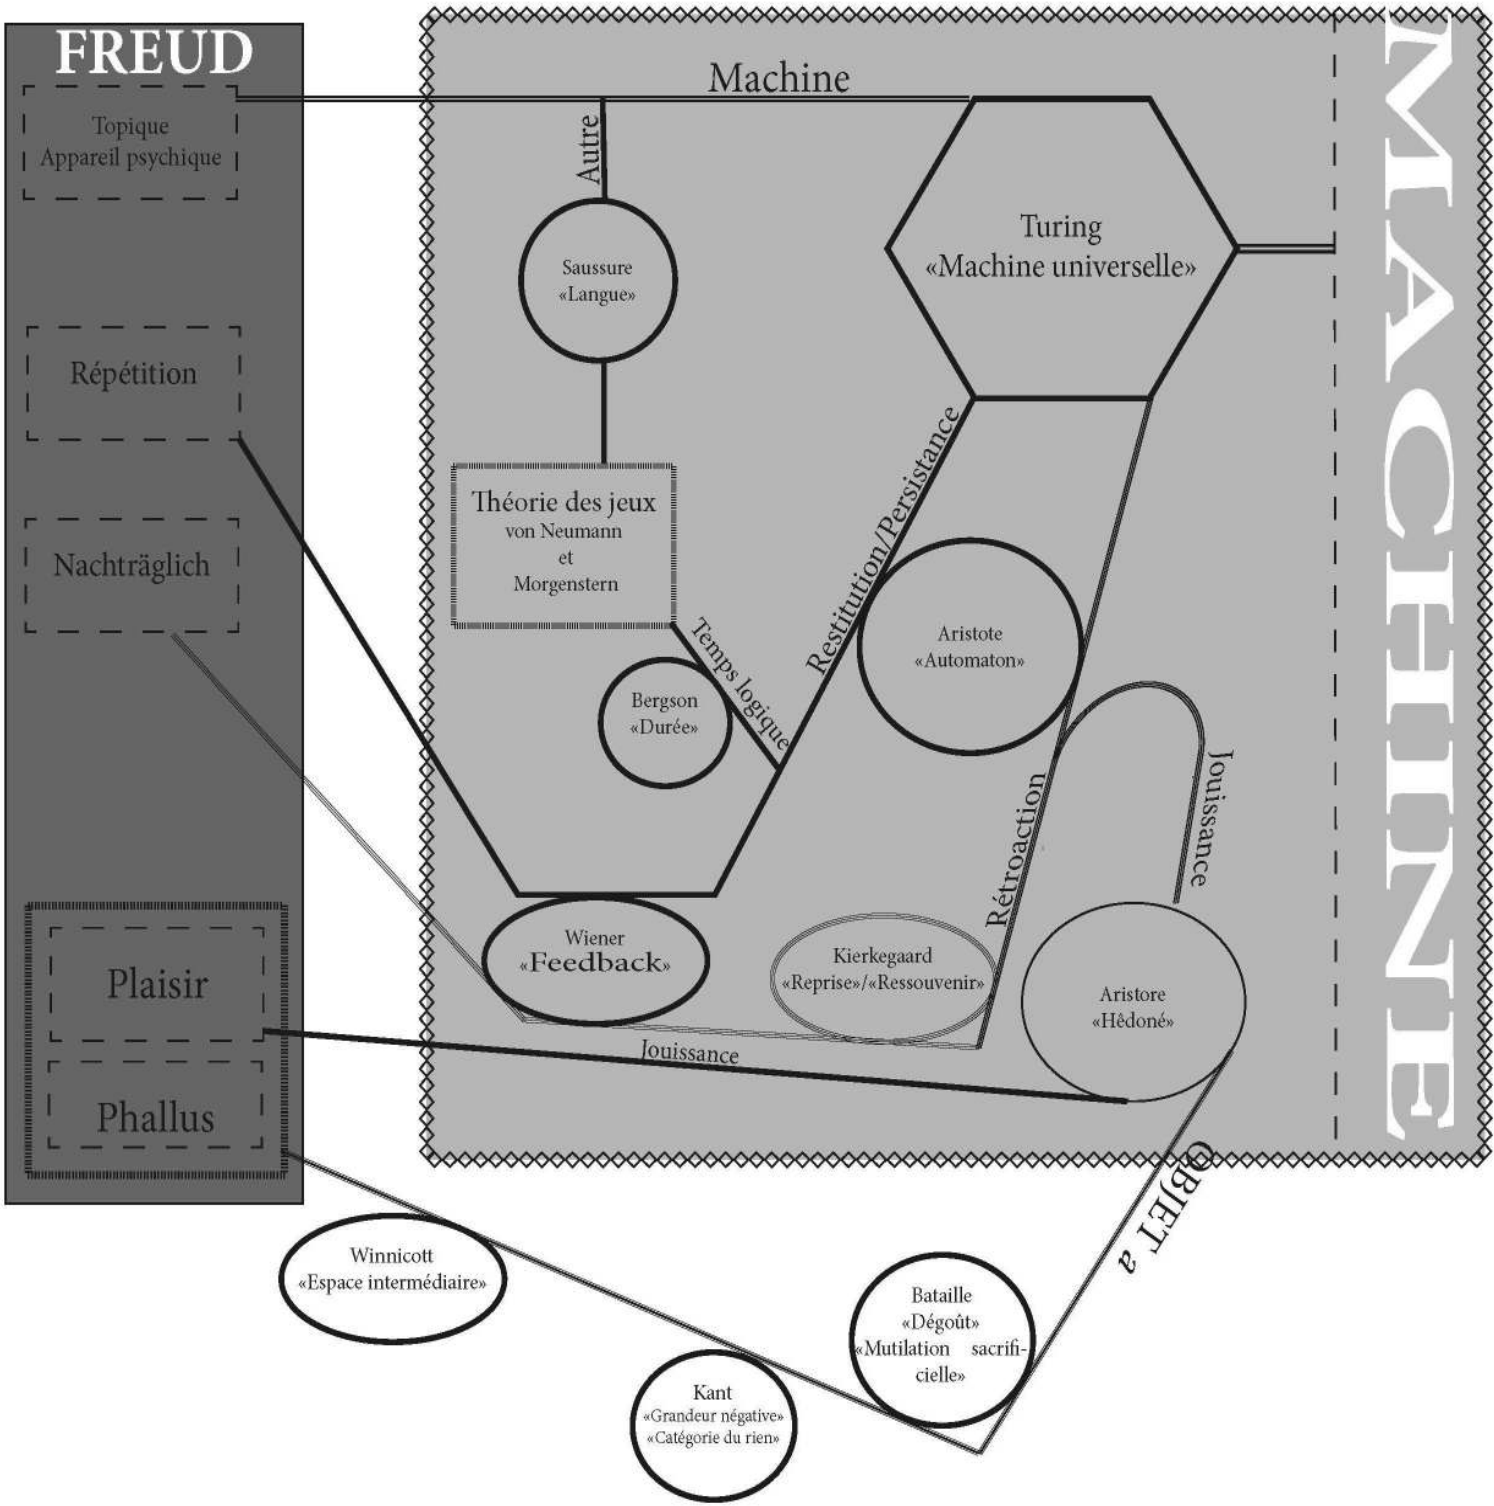 FREUD
Topique
Appareil psychique
Répétition
Nachträglich
Plaisir
Phallus
Machine
Autre
Saussure
«Langue»
Théorie des jeux
von Neumann
et
Morgenstern
Temps logique
Bergson
«Durée»
Turing
«Machine universelle»
Restitution/Persistance
Aristote
«Automaton»
Rétroaction
Jouissance
Wiener
«Feedback»
Kierkegaard
«Reprise»/«Ressouvenir»
Aristore
«Hêdoné»
Jouissance
OBJET a
Winnicott
«Espace intermédiaire»
Kant
«Grandeur négative»
«Catégorie du rien»
Bataille
«Dégoût»
«Mutilation sacrifi-
cielle»
MACHINE